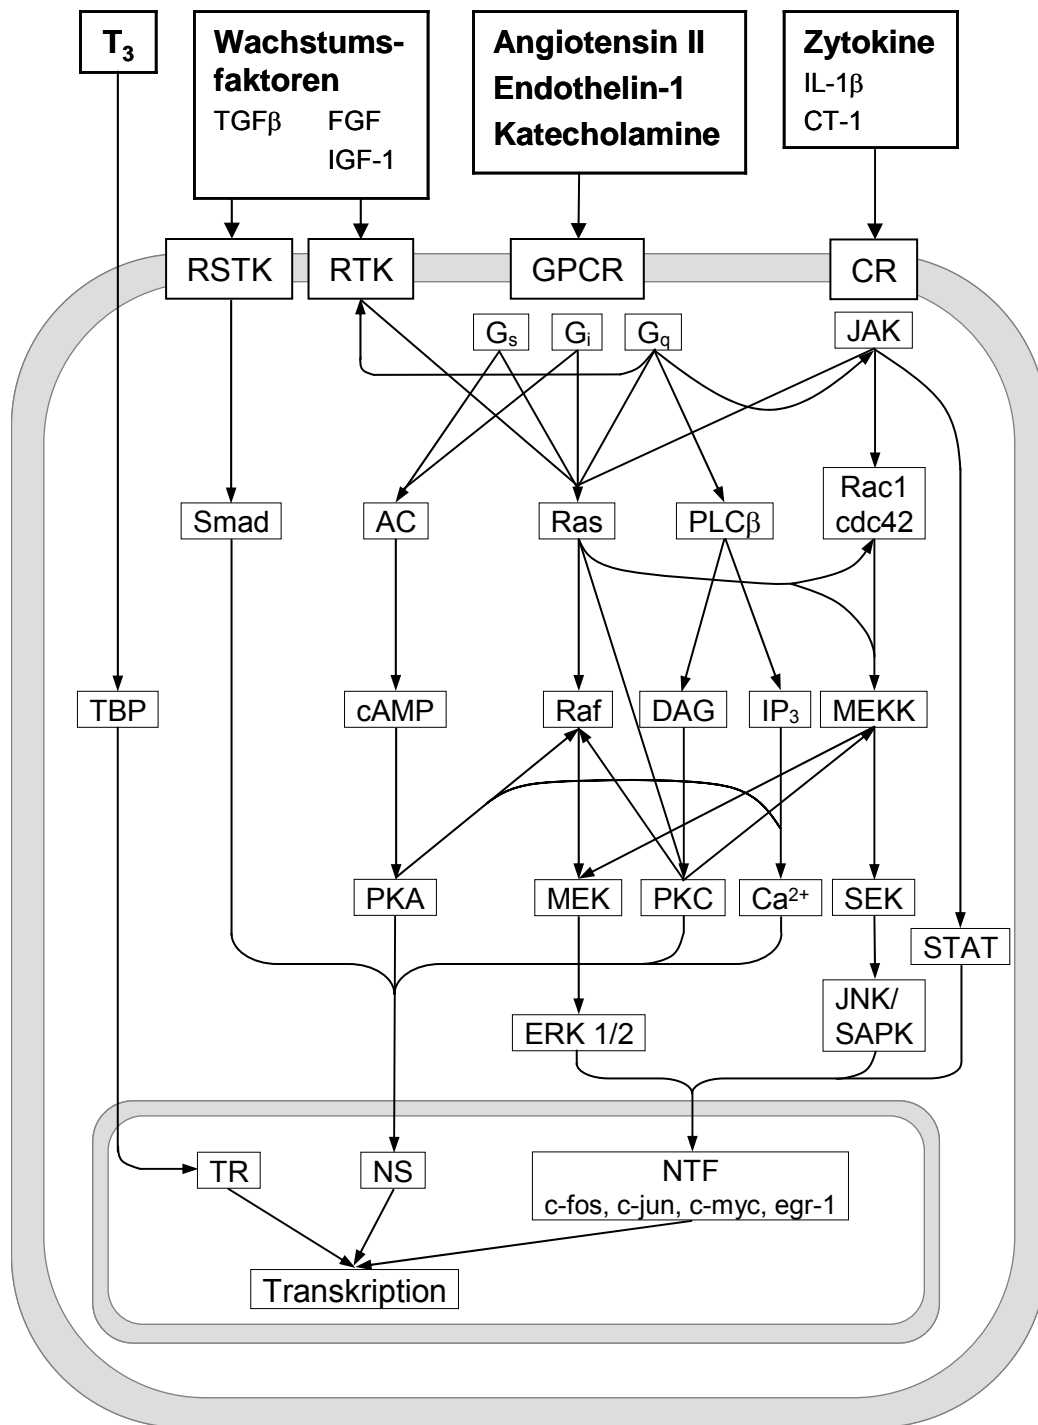 T₃
Wachstums-
faktoren
TGFβ FGF
IGF-1
Angiotensin II
Endothelin-1
Katecholamine
Zytokine
IL-1β
CT-1
RSTK
RTK
GPCR
CR
Gₛ
Gᵢ
G_q
JAK
Smad
AC
Ras
PLCβ
Rac1
cdc42
TBP
cAMP
Raf
DAG
IP₃
MEKK
PKA
MEK
PKC
Ca²⁺
SEK
STAT
JNK/
SAPK
ERK 1/2
TR
NS
NTF
c-fos, c-jun, c-myc, egr-1
Transkription